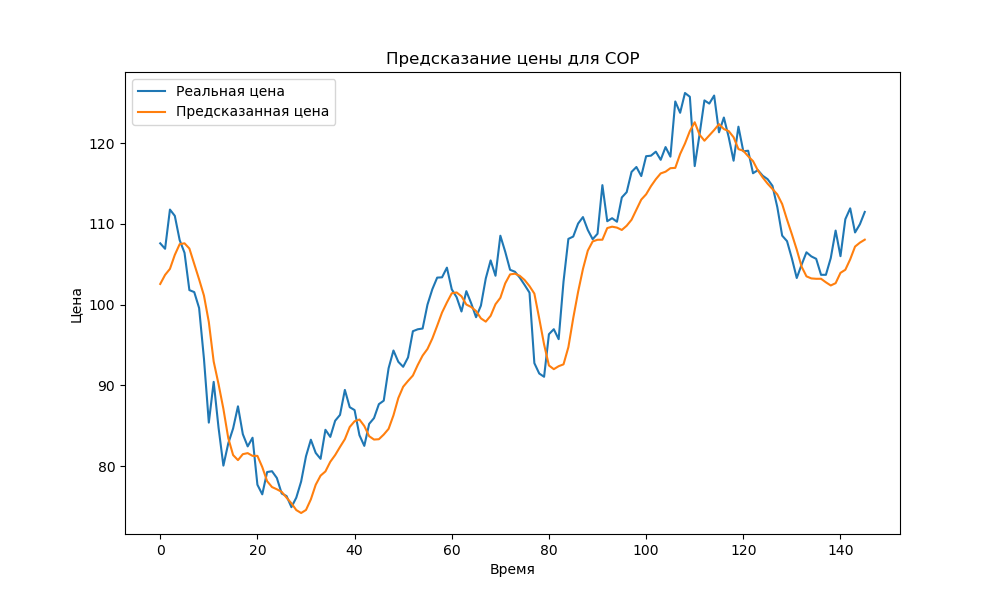 Предсказание цены для COP
Реальная цена
Предсказанная цена
Цена
120
110
100
90
80
0 20 40 60 80 100 120 140
Время